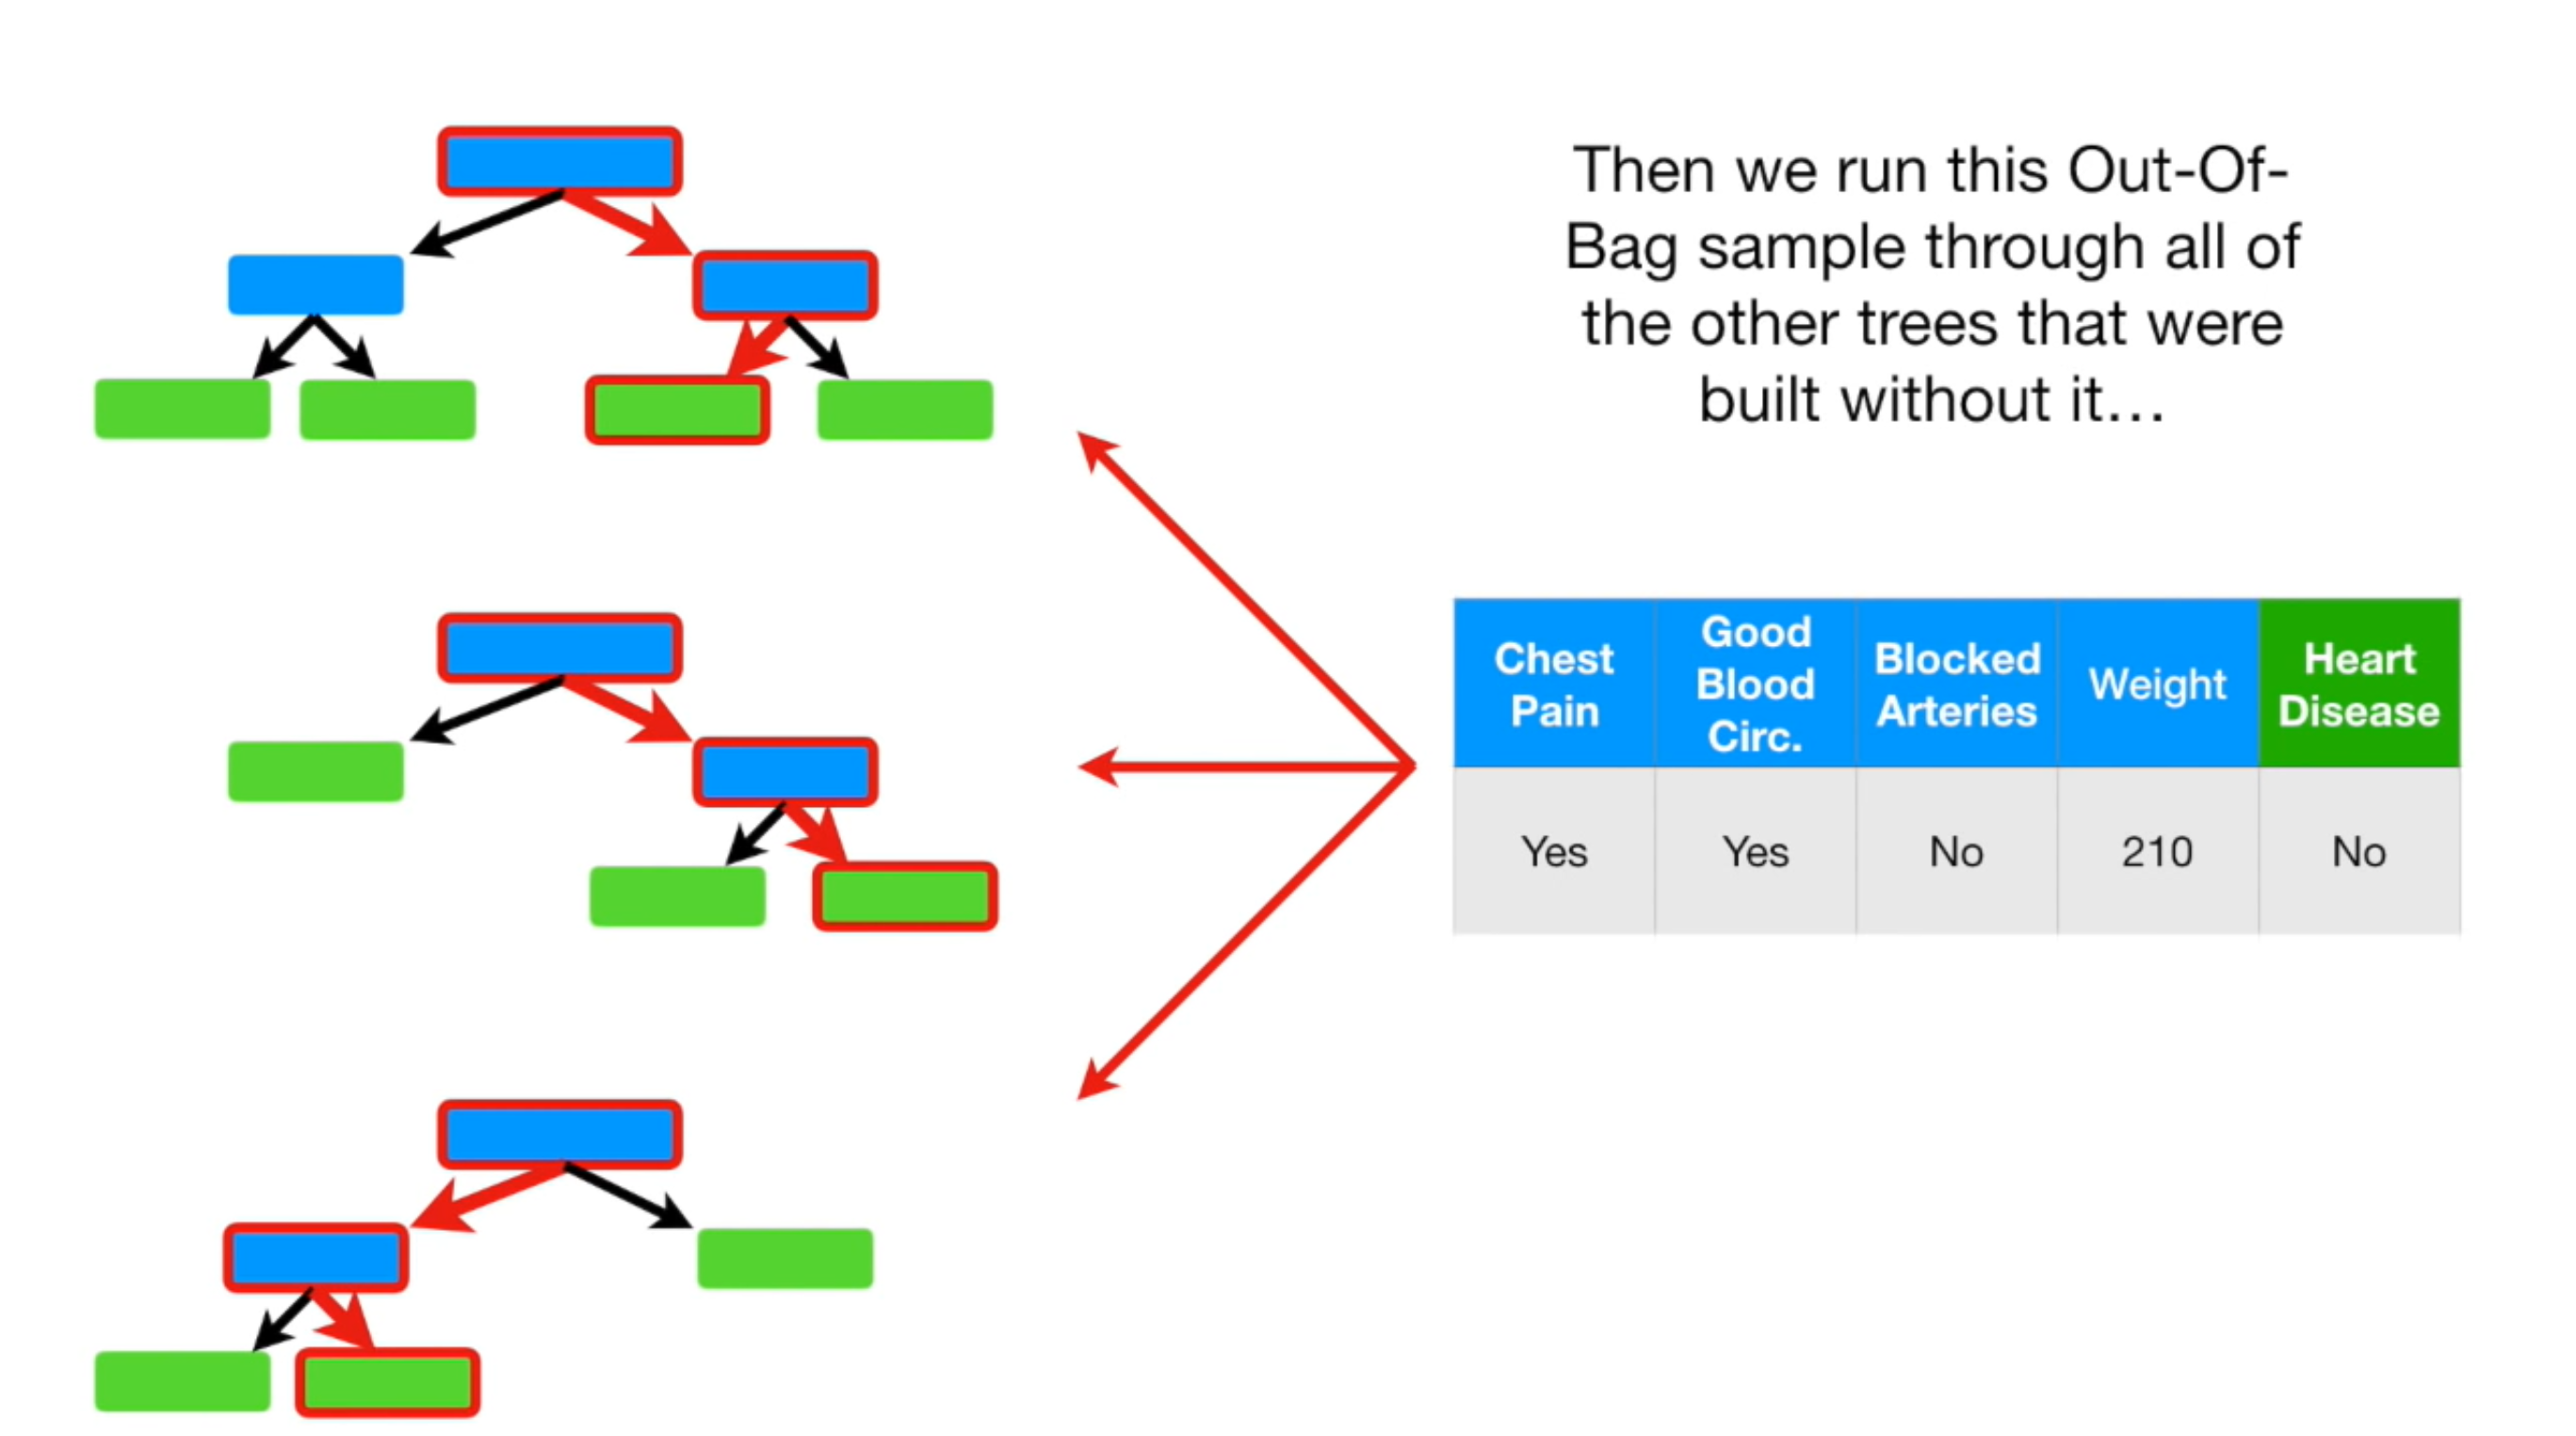 Then we run this Out-Of-
Bag sample through all of
the other trees that were
built without it...
Chest
Pain
Good
Blood
Circ.
Blocked
Arteries
Weight
Heart
Disease
Yes
Yes
No
210
No